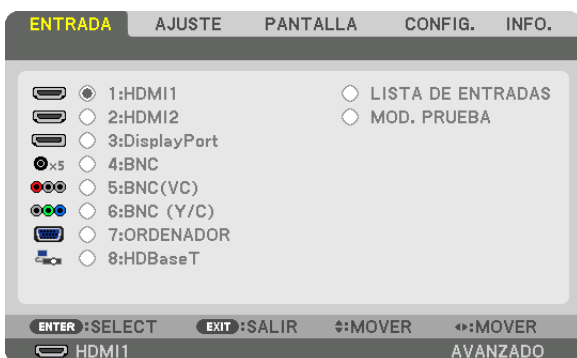 ENTRADA AJUSTE PANTALLA CONFIG. INFO.
1:HDMI1 LISTA DE ENTRADAS
2:HDMI2 MOD. PRUEBA
3:DisplayPort
×5 4:BNC
5:BNC(VC)
6:BNC (Y/C)
7:ORDENADOR
8:HDBaseT
ENTER :SELECT EXIT :SALIR :MOVER :MOVER
HDMI1 AVANZADO